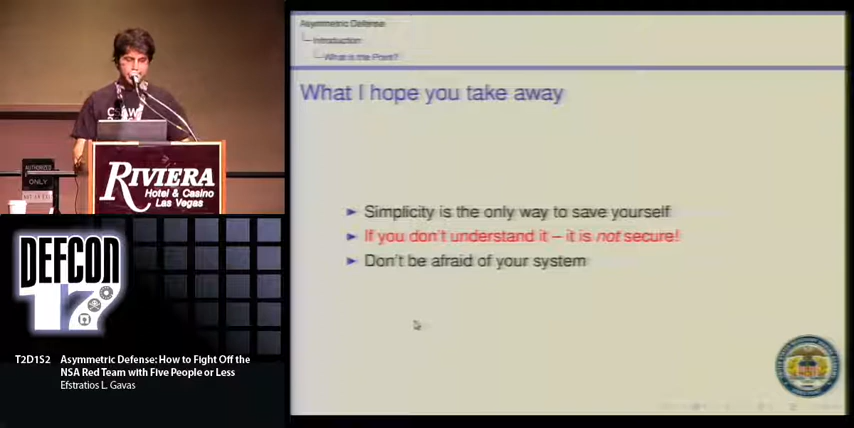 Asymmetric Defense
Introduction
What is the Point?
What I hope you take away
Simplicity is the only way to save yourself
If you don't understand it – it is not secure!
Don't be afraid of your system
AUTHORIZED
ONLY
RIVIERA
Hotel & Casino
Las Vegas
DEFCON
17
T2D1S2 Asymmetric Defense: How to Fight Off the
NSA Red Team with Five People or Less
Efstratios L. Gavas